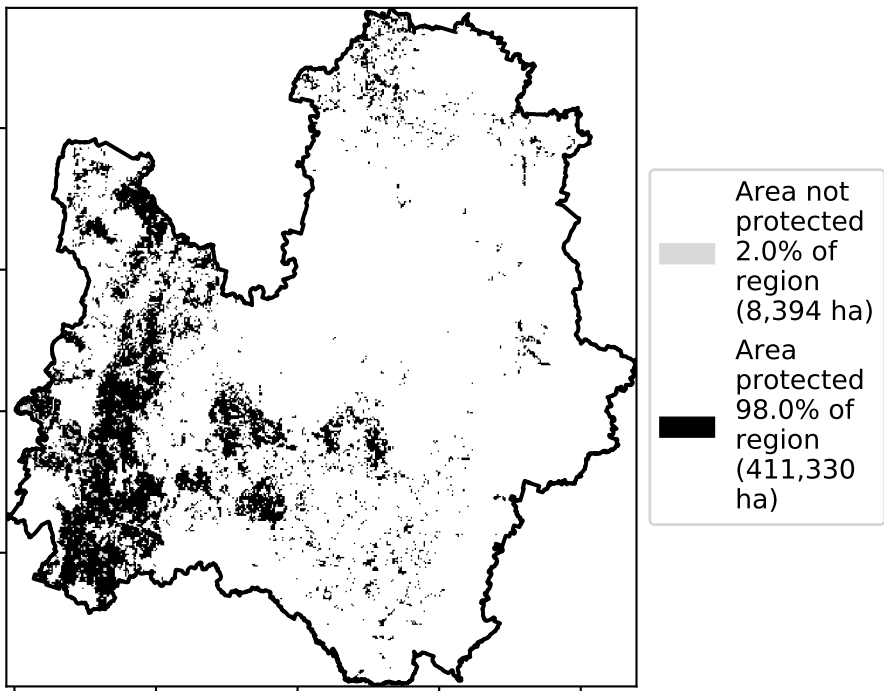 Area not
protected
2.0% of
region
(8,394 ha)
Area
protected
98.0% of
region
(411,330
ha)